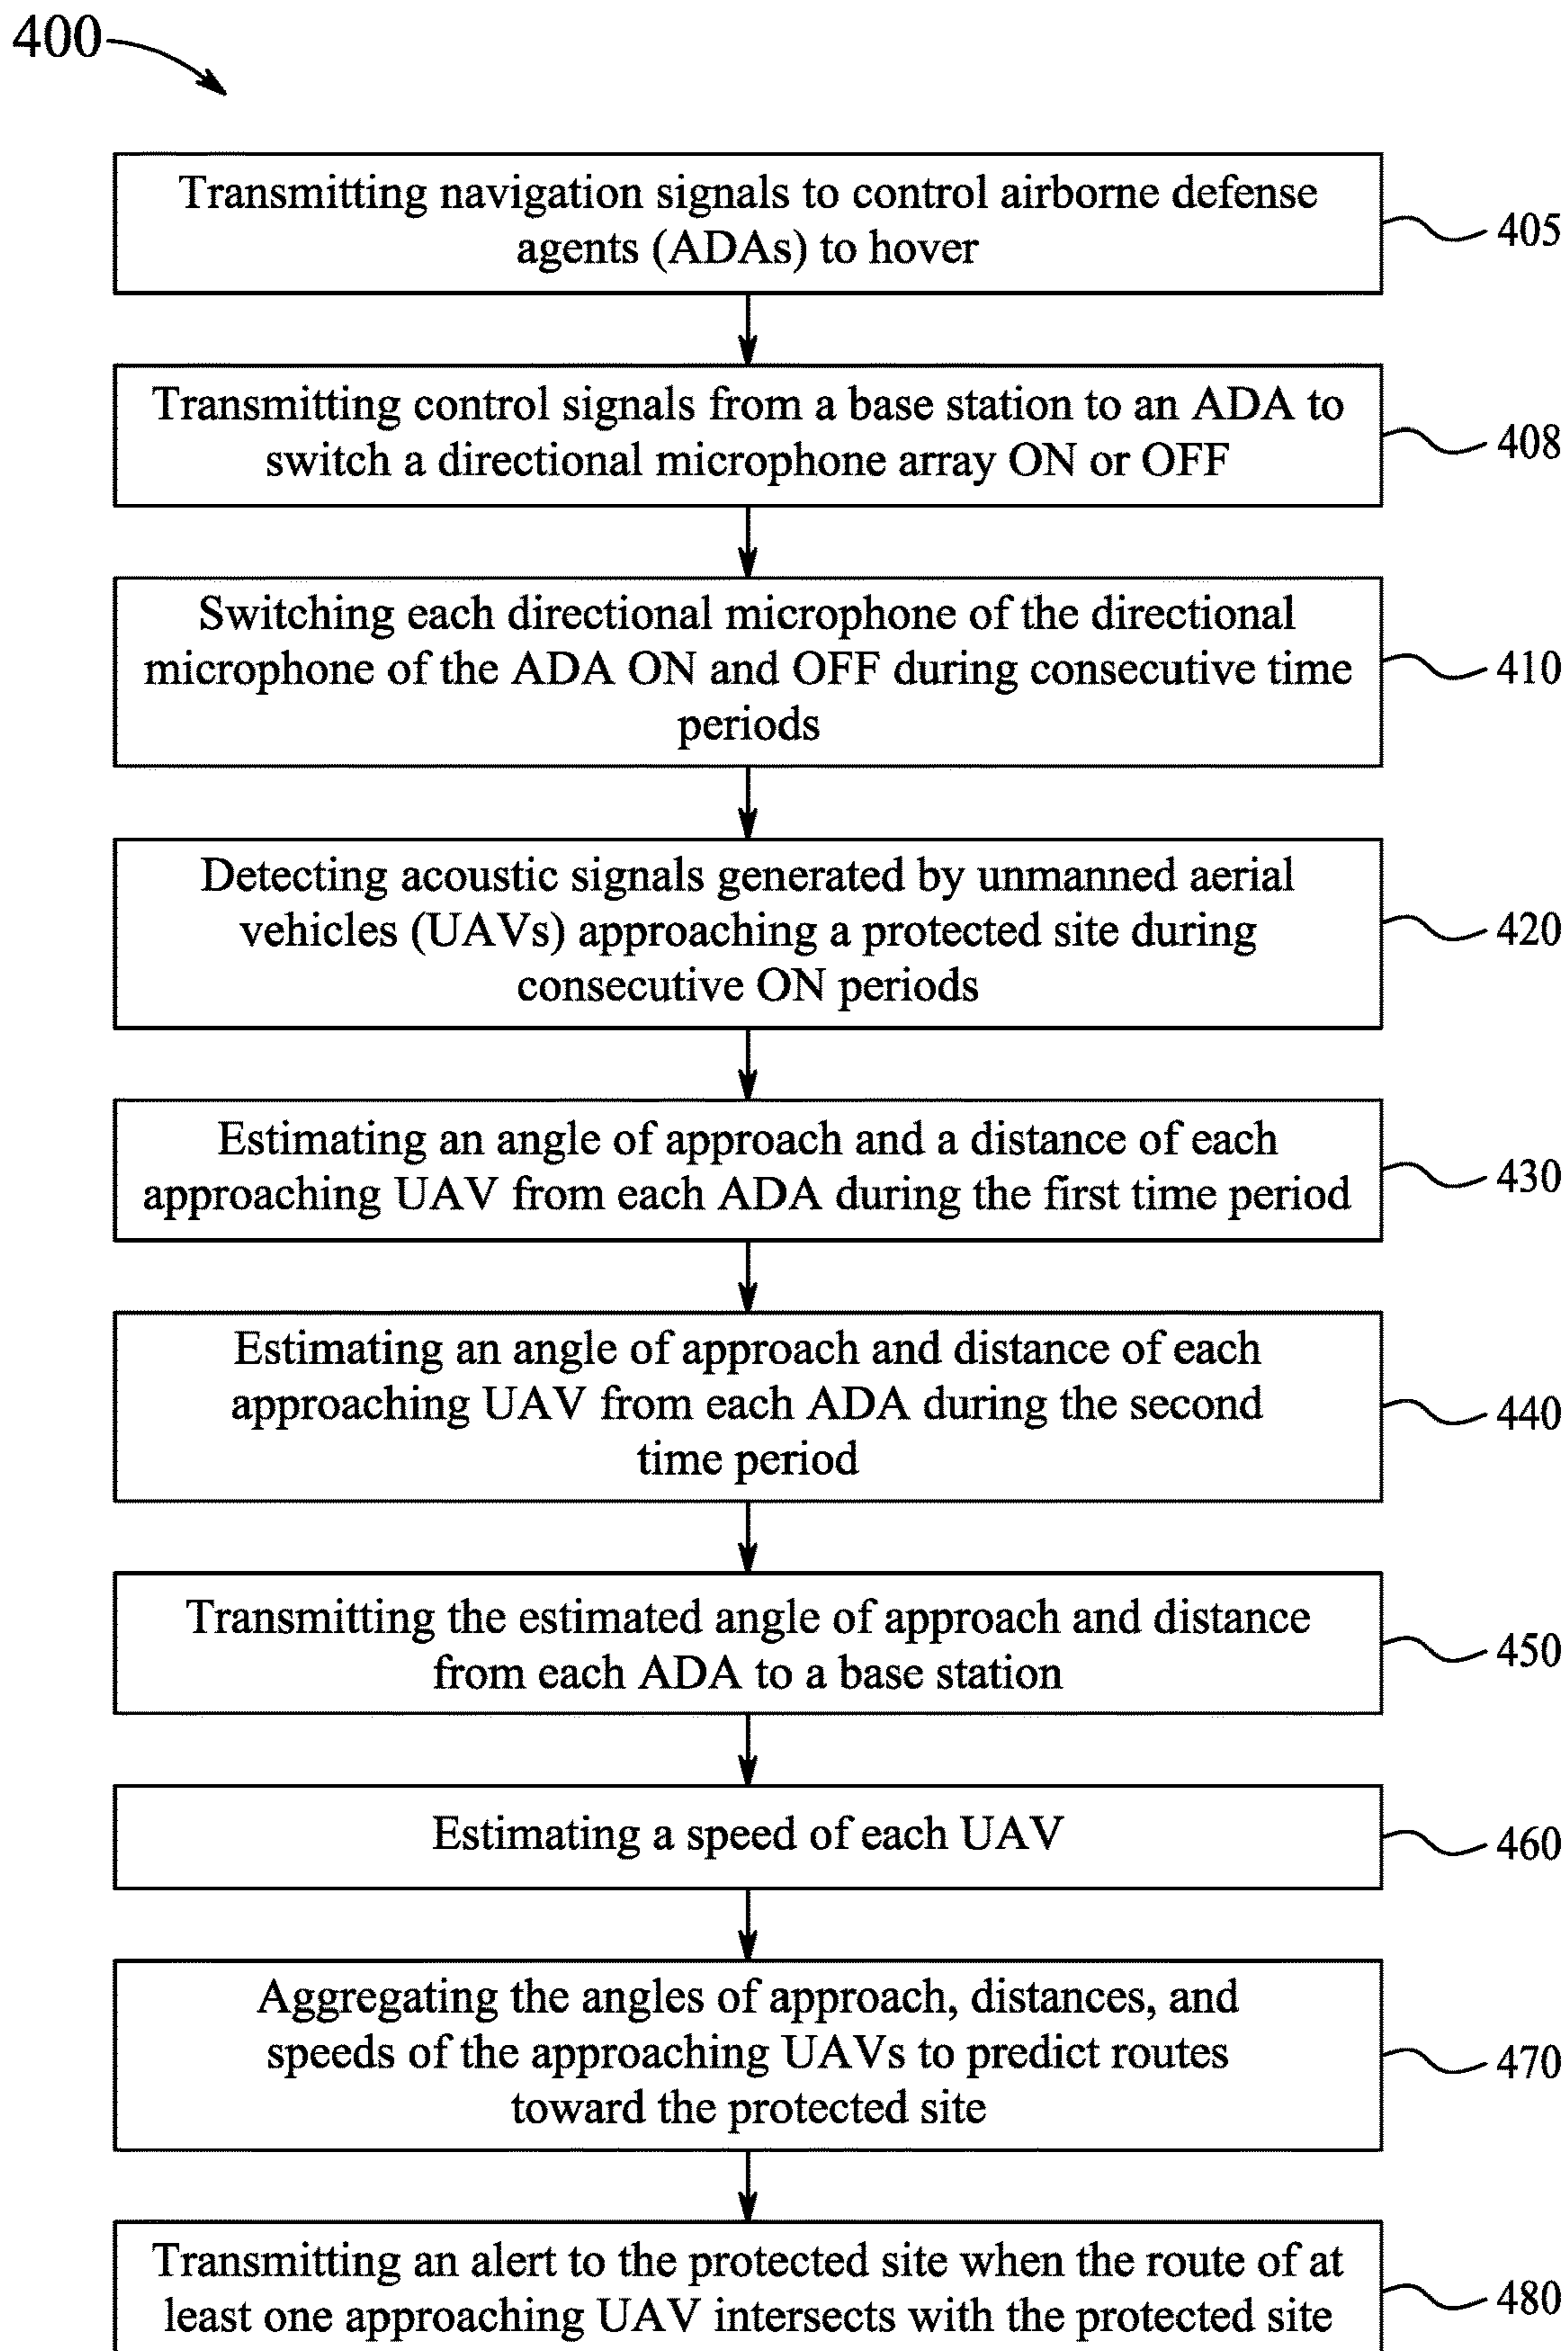 400
Transmitting navigation signals to control airborne defense
agents (ADAs) to hover
405
Transmitting control signals from a base station to an ADA to
switch a directional microphone array ON or OFF
408
Switching each directional microphone of the directional
microphone of the ADA ON and OFF during consecutive time
periods
410
Detecting acoustic signals generated by unmanned aerial
vehicles (UAVs) approaching a protected site during
consecutive ON periods
420
Estimating an angle of approach and a distance of each
approaching UAV from each ADA during the first time period
430
Estimating an angle of approach and distance of each
approaching UAV from each ADA during the second
time period
440
Transmitting the estimated angle of approach and distance
from each ADA to a base station
450
Estimating a speed of each UAV
460
Aggregating the angles of approach, distances, and
speeds of the approaching UAVs to predict routes
toward the protected site
470
Transmitting an alert to the protected site when the route of at
least one approaching UAV intersects with the protected site
480